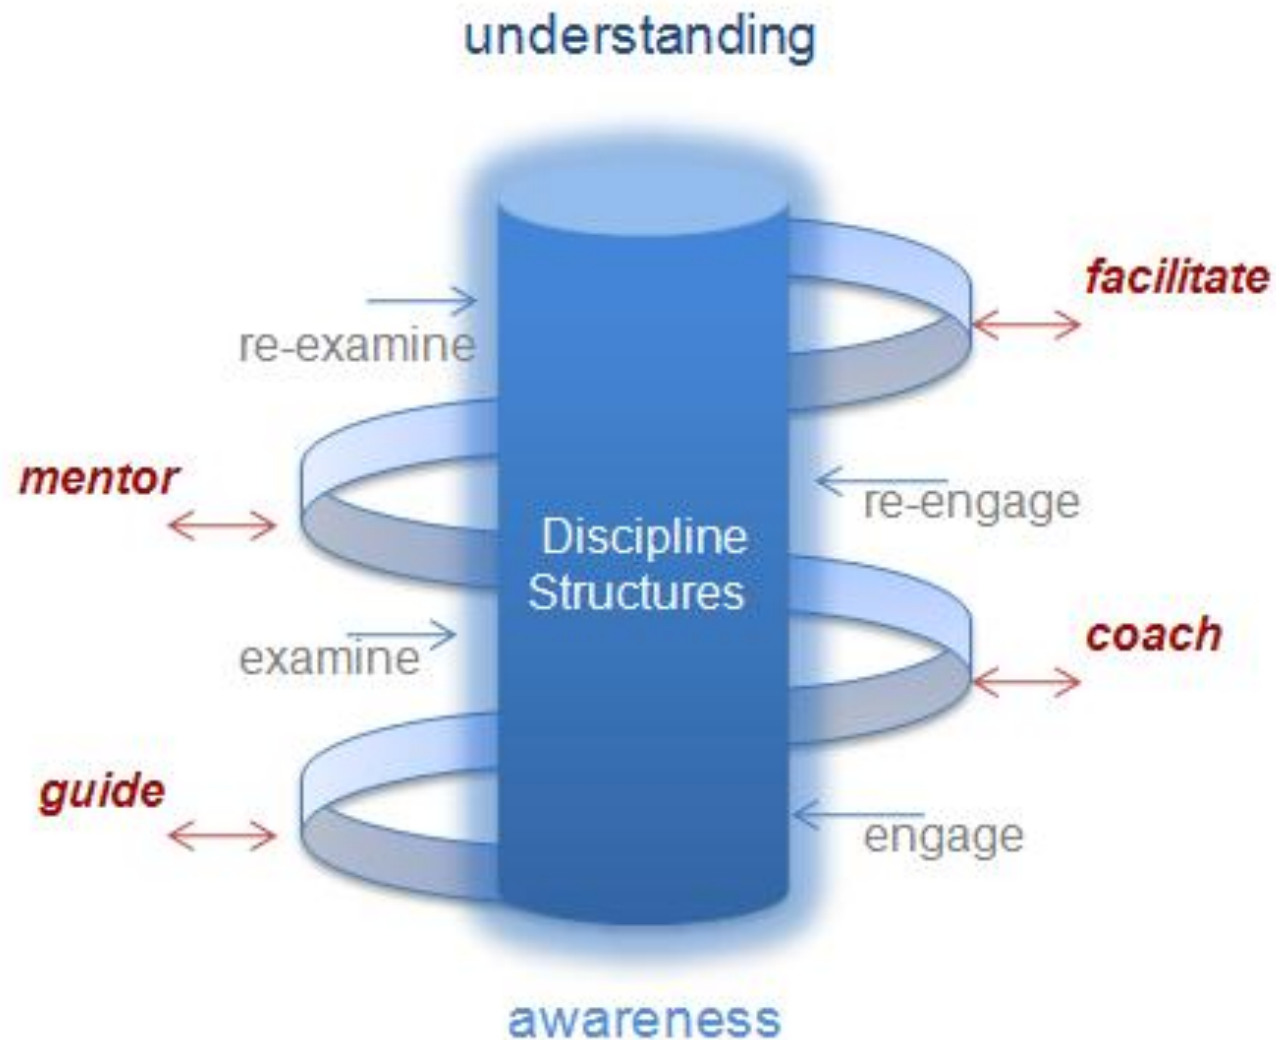 understanding
facilitate
re-examine
mentor
re-engage
Discipline
Structures
coach
examine
guide
engage
awareness